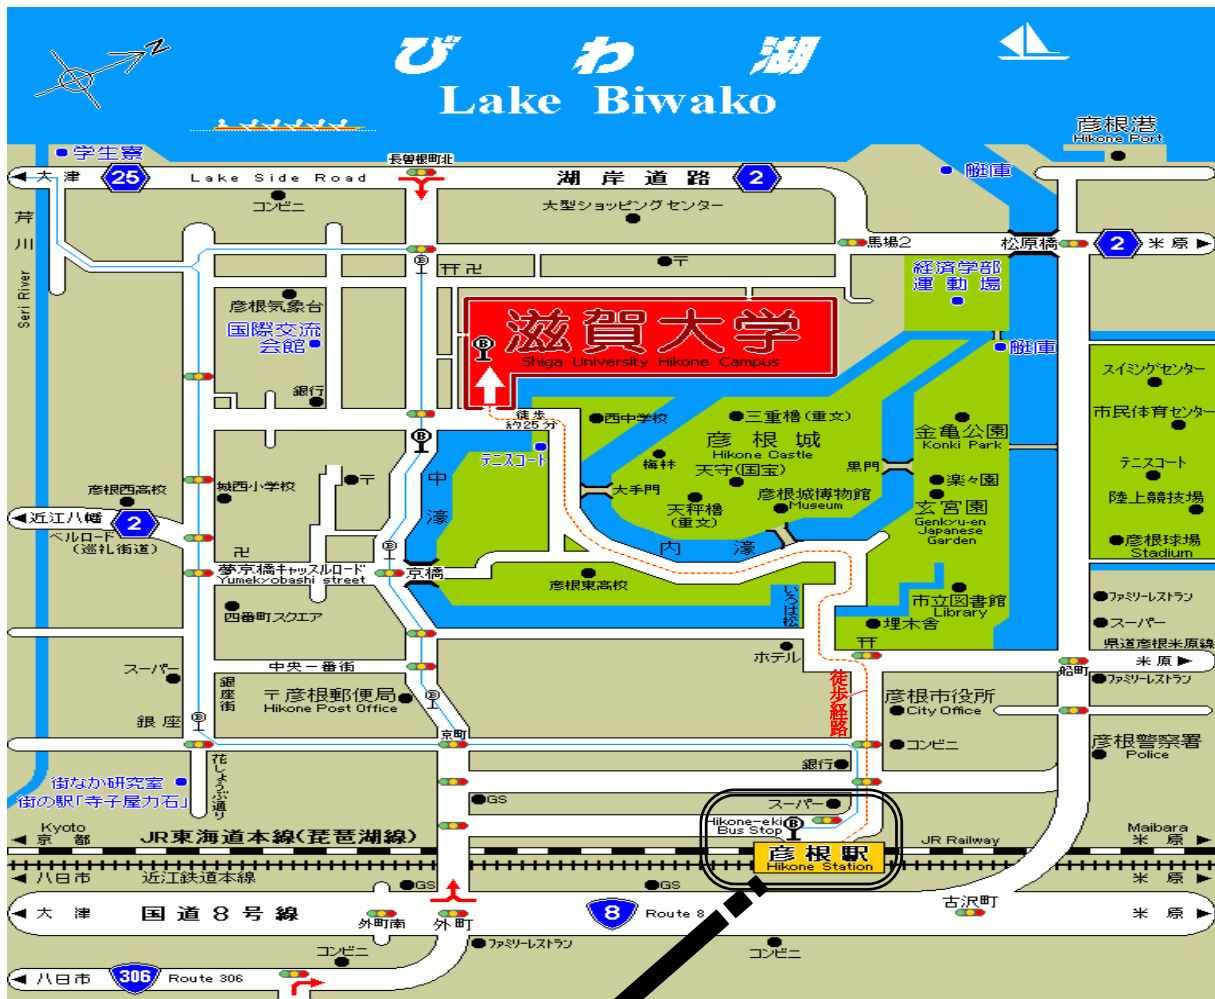 N
びわ湖
Lake Biwako
彦根港
Hikone Port
学生寮
大津
25
Lake Side Road
長曽根町北
湖岸道路
2
艇庫
コンビニ
大型ショッピングセンター
芹川
Seri River
馬場2
松原橋
2
米原
〒
経済学部
運動場
彦根気象台
国際交流
会館
滋賀大学
Shiga University Hikone Campus
B
艇庫
スイミングセンター
銀行
徒歩
約25分
西中学校
三重櫓(重文)
市民体育センター
彦根城
Hikone Castle
金亀公園
Konki Park
B
テニスコート
中濠
梅林
天守(国宝)
黒門
テニスコート
彦根西高校
城西小学校
〒
大手門
彦根城博物館
Museum
楽々園
陸上競技場
天秤櫓
(重文)
玄宮園
Genkyu-en
Japanese
Garden
近江八幡
2
ベルロード
(巡礼街道)
卍
内濠
彦根球場
Stadium
B
夢京橋キャッスルロード
Yumekyobashi street
京橋
彦根東高校
いろは松
市立図書館
Library
ファミリーレストラン
四番町スクエア
埋木舎
スーパー
ホテル
県道彦根米原線
米原
スーパー
中央一番街
船町
ファミリーレストラン
銀座街
〒彦根郵便局
Hikone Post Office
B
徒歩経路
彦根市役所
City Office
銀座
B
京町
コンビニ
彦根警察署
Police
花しょうぶ通り
銀行
街なか研究室
街の駅「寺子屋力石」
GS
スーパー
Hikone-eki
Bus Stop
B
Kyoto
京都
JR東海道本線(琵琶湖線)
彦根駅
Hikone Station
JR Railway
Maibara
米原
八日市
近江鉄道本線
GS
GS
米原
大津
国道8号線
外町南
外町
8
Route 8
古沢町
米原
コンビニ
ファミリーレストラン
コンビニ
八日市
306
Route 306